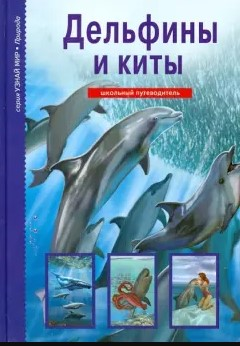 Дельфины
и киты
школьный путеводитель
серия УЗНАЙ МИР • Природа